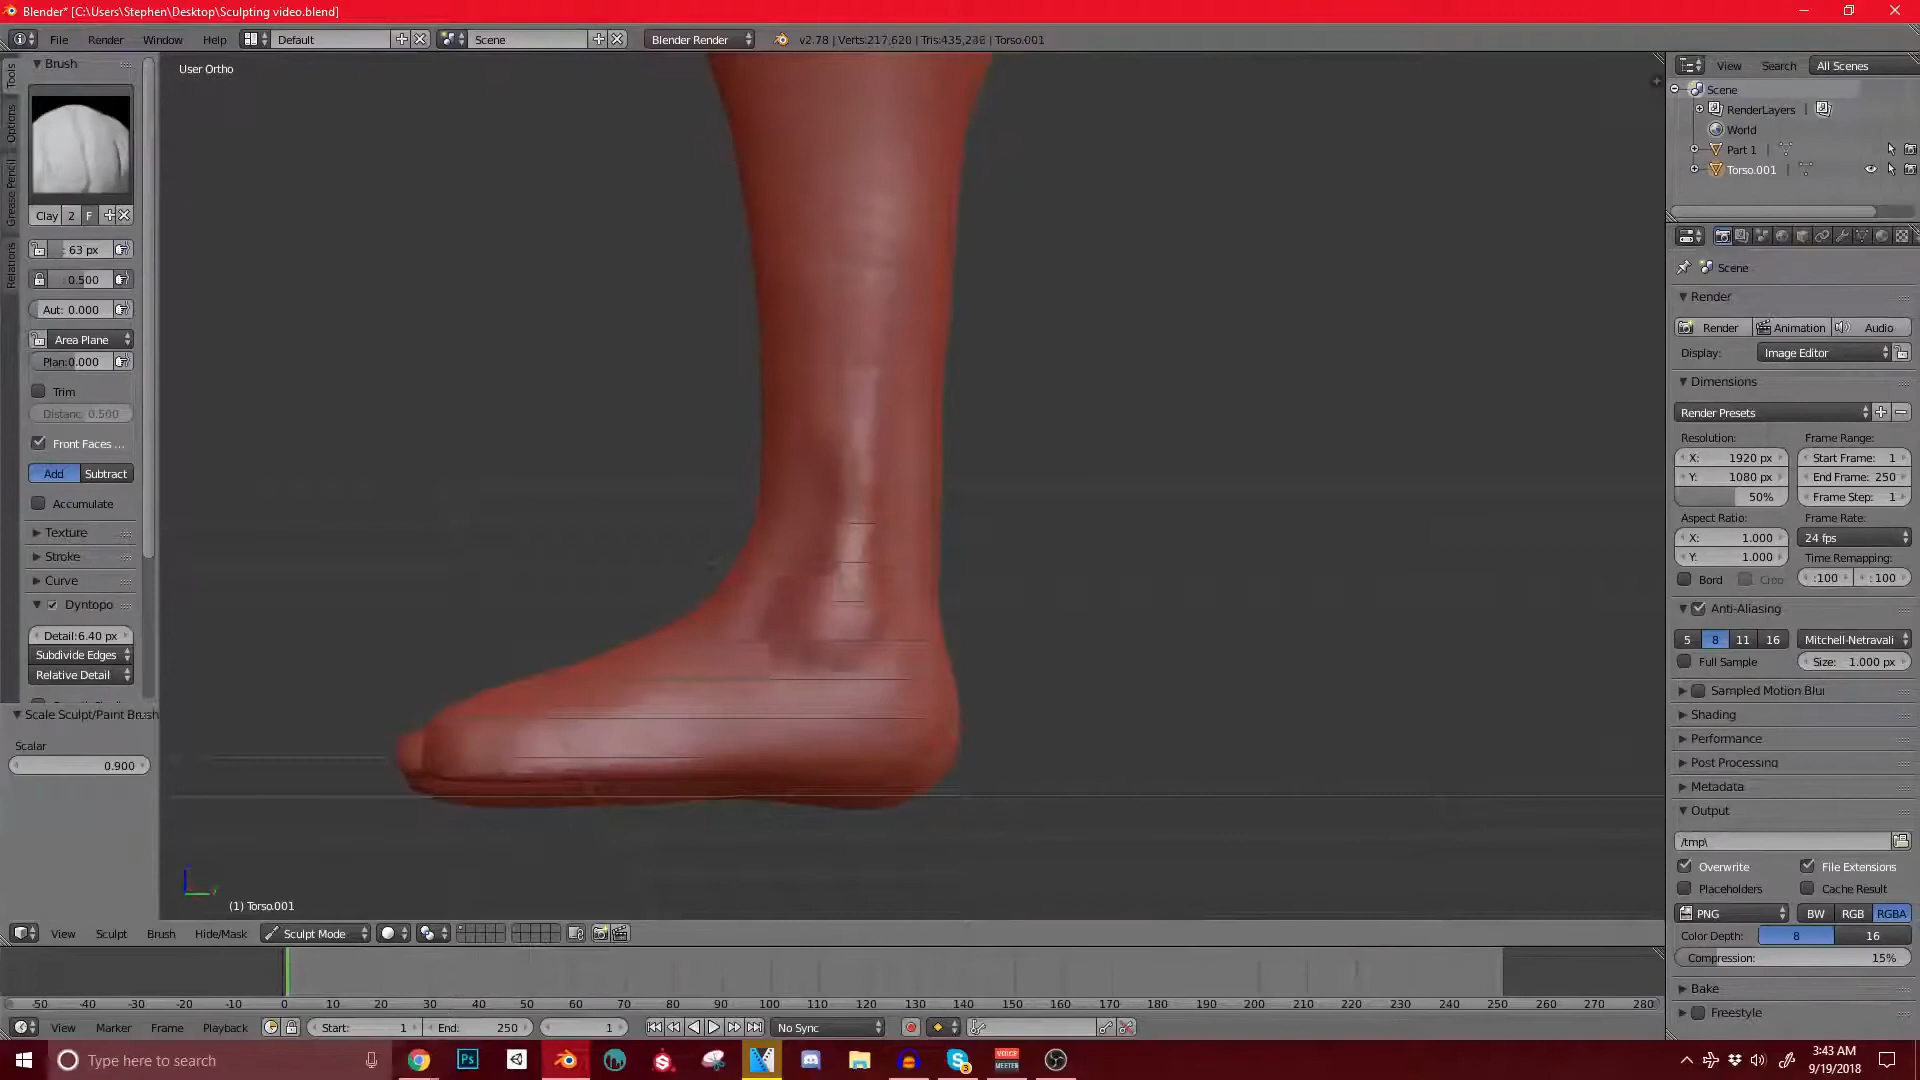 Blender* [C:\Users\Stephen\Desktop\Sculpting video.blend]
File Render Window Help Default Scene Blender Render v2.78 | Verts:217,620 | Tris:435,236 | Torso.001
Brush
User Ortho
Tools
Options
Grease Pencil
Relations
Clay 2 F
63 px
0.500
Aut: 0.000
Area Plane
Plan:0.000
Trim
Distanc: 0.500
Front Faces ...
Add Subtract
Accumulate
Texture
Stroke
Curve
Dyntopo
Detail:6.40 px
Subdivide Edges
Relative Detail
Scale Sculpt/Paint Brush
Scalar
0.900
(1) Torso.001
View Sculpt Brush Hide/Mask Sculpt Mode
-50 -40 -30 -20 -10 0 10 20 30 40 50 60 70 80 90 100 110 120 130 140 150 160 170 180 190 200 210 220 230 240 250 260 270 280
View Marker Frame Playback Start: 1 End: 250 1 No Sync
View Search All Scenes
Scene
RenderLayers
World
Part 1
Torso.001
Scene
Render
Render Animation Audio
Display: Image Editor
Dimensions
Render Presets
Resolution: Frame Range:
X: 1920 px Start Frame: 1
Y: 1080 px End Frame: 250
50% Frame Step: 1
Aspect Ratio: Frame Rate:
X: 1.000 24 fps
Y: 1.000 Time Remapping:
Bord Crop :100 :100
Anti-Aliasing
5 8 11 16 Mitchell-Netravali
Full Sample Size: 1.000 px
Sampled Motion Blur
Shading
Performance
Post Processing
Metadata
Output
/tmp\
Overwrite File Extensions
Placeholders Cache Result
PNG BW RGB RGBA
Color Depth: 8 16
Compression: 15%
Bake
Freestyle
Type here to search
3:43 AM
9/19/2018